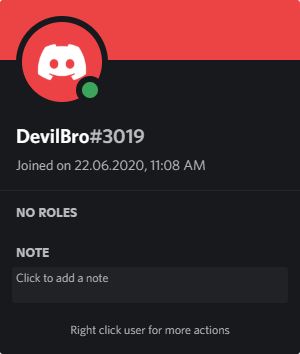 DevilBro#3019
Joined on 22.06.2020, 11:08 AM
NO ROLES
NOTE
Click to add a note
Right click user for more actions